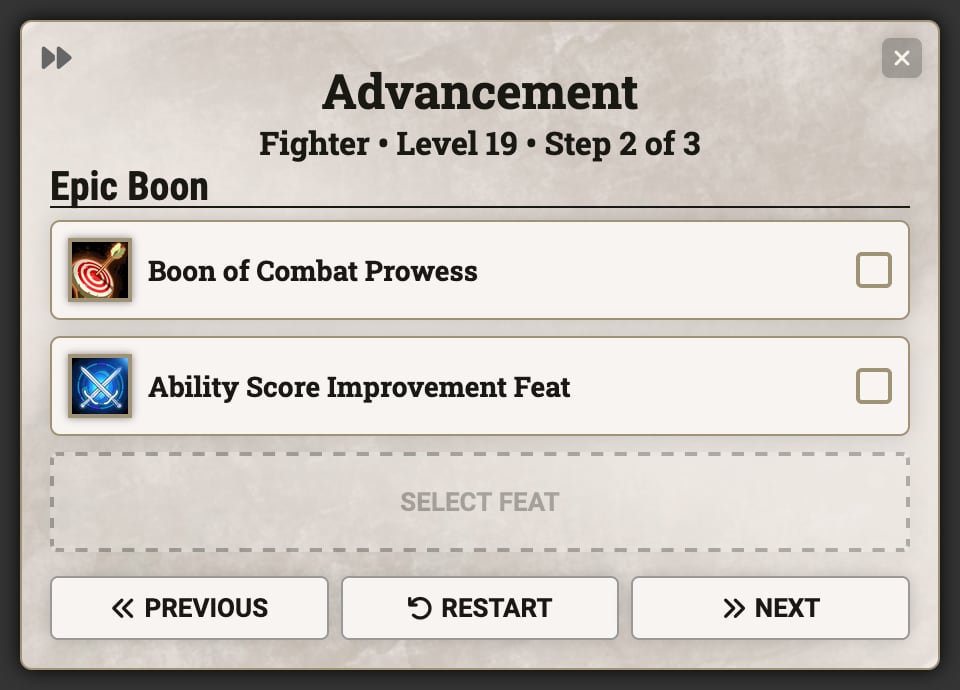 Advancement
Fighter • Level 19 • Step 2 of 3
Epic Boon
Boon of Combat Prowess
Ability Score Improvement Feat
SELECT FEAT
PREVIOUS
RESTART
NEXT